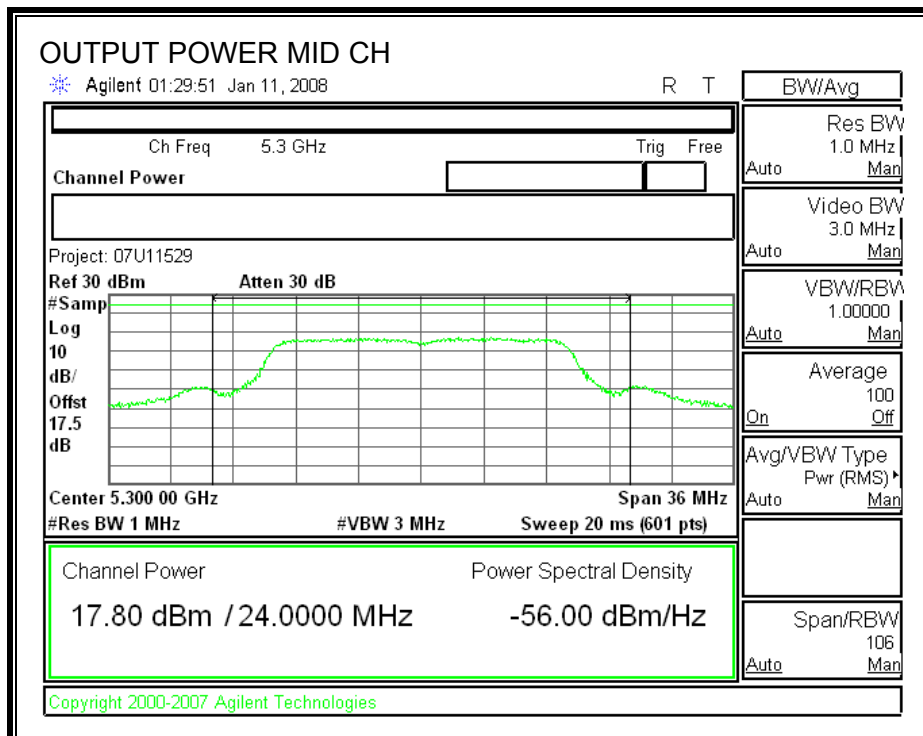 OUTPUT POWER MID CH
Agilent 01:29:51 Jan 11, 2008 R T
BW/Avg
Ch Freq 5.3 GHz Trig Free
Channel Power
Project: 07U11529
Ref 30 dBm Atten 30 dB
#Samp
Log
10
dB/
Offst
17.5
dB
Center 5.300 00 GHz Span 36 MHz
#Res BW 1 MHz #VBW 3 MHz Sweep 20 ms (601 pts)
Channel Power Power Spectral Density
17.80 dBm / 24.0000 MHz -56.00 dBm/Hz
Res BW
1.0 MHz
Auto Man
Video BW
3.0 MHz
Auto Man
VBW/RBW
1.00000
Auto Man
Average
100
On Off
Avg/VBW Type
Pwr (RMS)
Auto Man
Span/RBW
106
Auto Man
Copyright 2000-2007 Agilent Technologies